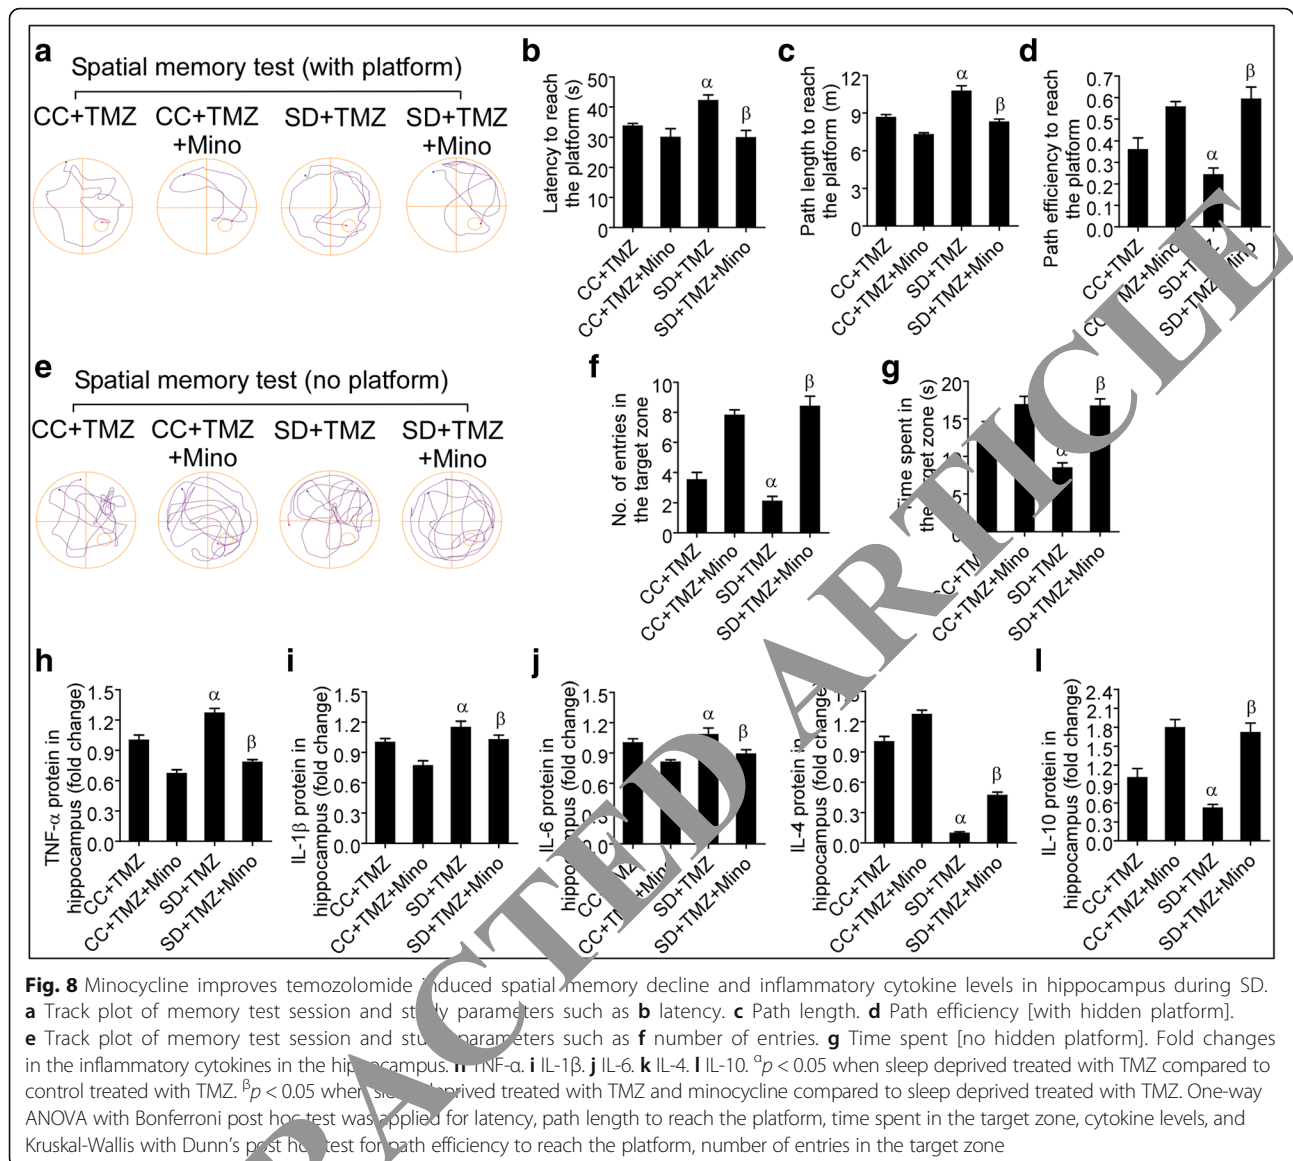 a
Spatial memory test (with platform)
CC+TMZ
CC+TMZ
+Mino
SD+TMZ
SD+TMZ
+Mino
b
Latency to reach
the platform (s)
50
40
30
20
10
0
α
β
CC+TMZ
CC+TMZ+Mino
SD+TMZ
SD+TMZ+Mino
c
Path length to reach
the platform (m)
12
9
6
3
0
α
β
CC+TMZ
CC+TMZ+Mino
SD+TMZ
SD+TMZ+Mino
d
Path efficiency to reach
the platform
0.7
0.6
0.5
0.4
0.3
0.2
0.1
0.0
α
β
CC+TMZ
e
Spatial memory test (no platform)
CC+TMZ
CC+TMZ
+Mino
SD+TMZ
SD+TMZ
+Mino
f
No. of entries in
the target zone
10
8
6
4
2
0
α
β
CC+TMZ
CC+TMZ+Mino
SD+TMZ
SD+TMZ+Mino
g
spent in
zone (s)
20
15
10
5
α
β
CC+TMZ+Mino
SD+TMZ
SD+TMZ+Mino
h
TNF-α protein in
hippocampus (fold change)
1.5
1.2
0.9
0.6
0.3
0.0
α
β
CC+TMZ
CC+TMZ+Mino
SD+TMZ
SD+TMZ+Mino
i
IL-1β protein in
hippocampus (fold change)
1.5
1.2
0.9
0.6
0.3
0.0
α
β
CC+TMZ
CC+TMZ+Mino
SD+TMZ
SD+TMZ+Mino
j
IL-6 protein in
hippocampus (fold change)
1.5
1.2
0.9
0.6
0.3
α
β
SD+TMZ
SD+TMZ+Mino
IL-4 protein in
hippocampus (fold change)
1.2
0.9
0.6
0.3
0.0
α
β
CC+TMZ
CC+TMZ+Mino
SD+TMZ
SD+TMZ+Mino
l
IL-10 protein in
hippocampus (fold change)
2.4
2.1
1.8
1.5
1.2
0.9
0.6
0.3
0.0
α
β
CC+TMZ
CC+TMZ+Mino
SD+TMZ
SD+TMZ+Mino
ACTED ARTICLE
Fig. 8 Minocycline improves temozolomide induced spatial memory decline and inflammatory cytokine levels in hippocampus during SD.
a Track plot of memory test session and study parameters such as b latency. c Path length. d Path efficiency [with hidden platform].
e Track plot of memory test session and study parameters such as f number of entries. g Time spent [no hidden platform]. Fold changes
in the inflammatory cytokines in the hippocampus. h TNF-α. i IL-1β. j IL-6. k IL-4. l IL-10. αp < 0.05 when sleep deprived treated with TMZ compared to
control treated with TMZ. βp < 0.05 when sleep deprived treated with TMZ and minocycline compared to sleep deprived treated with TMZ. One-way
ANOVA with Bonferroni post hoc test was applied for latency, path length to reach the platform, time spent in the target zone, cytokine levels, and
Kruskal-Wallis with Dunn's post hoc test for path efficiency to reach the platform, number of entries in the target zone